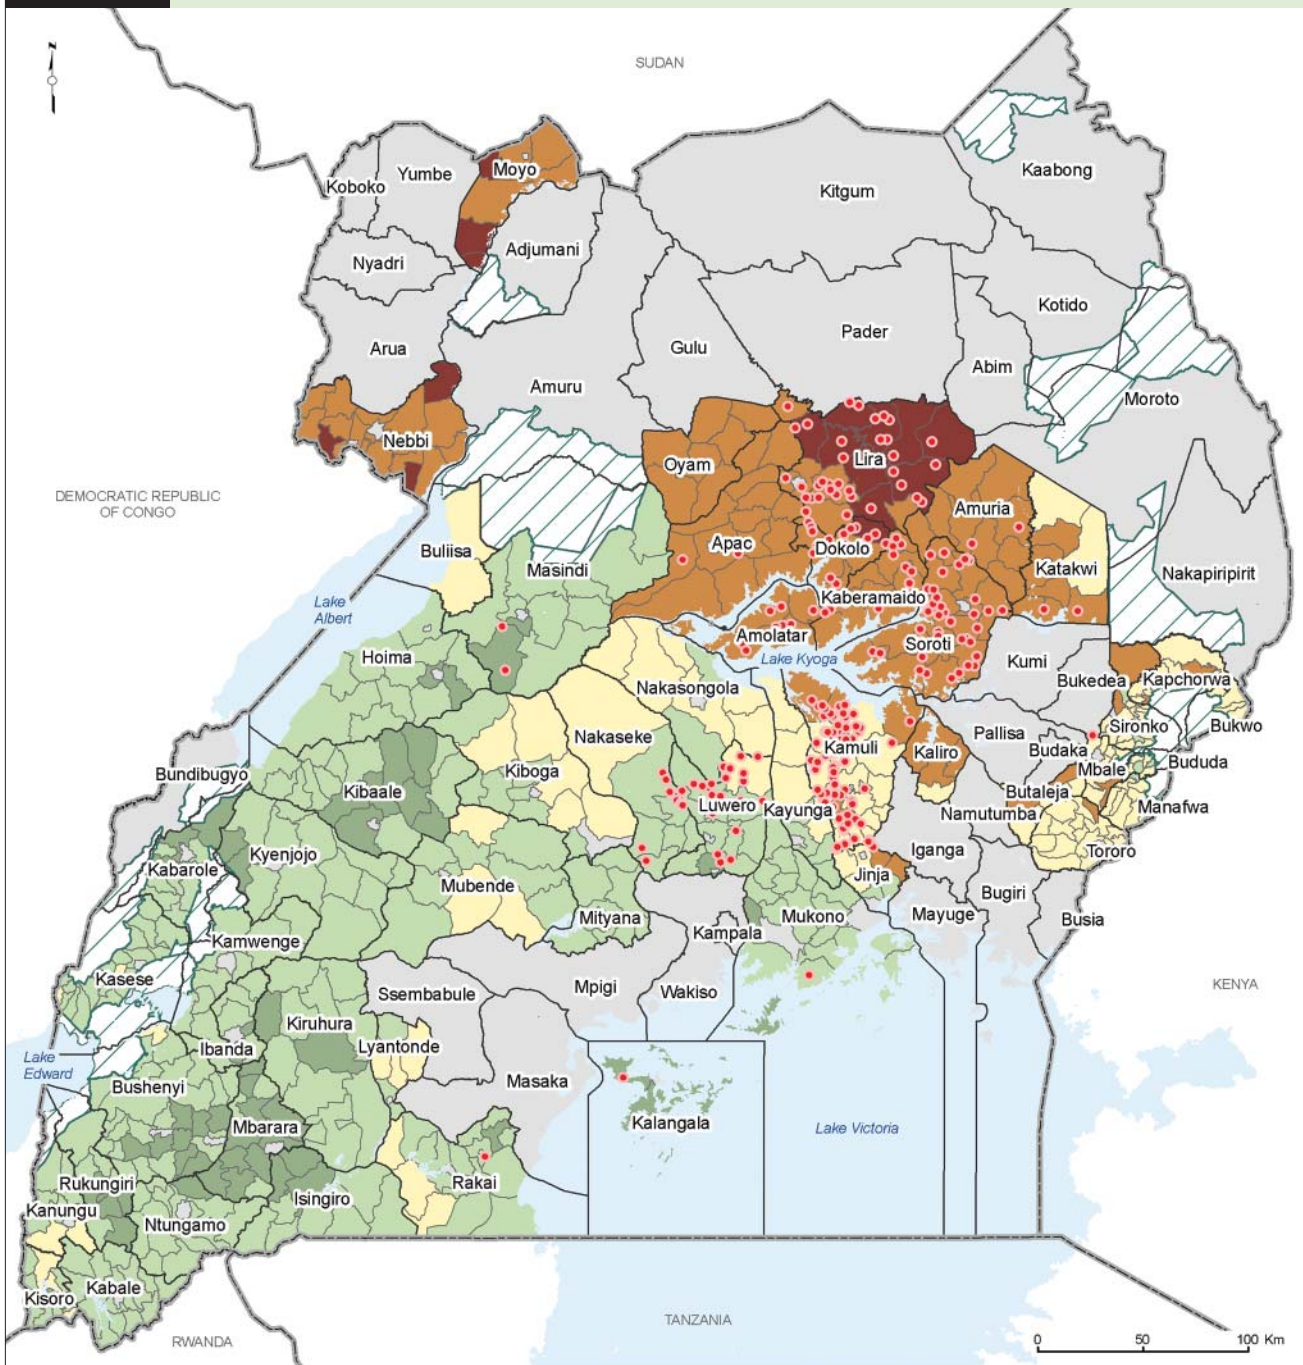 N
SUDAN
Kaabong
Moyo
Yumbe
Koboko
Kitgum
Adjumani
Nyadri
Kotido
Pader
Arua
Gulu
Abim
Amuru
Moroto
Nebbi
Oyam
Lira
DEMOCRATIC REPUBLIC
OF CONGO
Amuria
Apac
Dokolo
Buliisa
Masindi
Katakwi
Nakapiripirit
Lake
Albert
Kaberamaido
Amolatar
Soroti
Hoima
Lake Kyoga
Kumi
Bukedea
Kapchorwa
Nakasongola
Sironko
Bukwo
Nakaseke
Pallisa
Kamuli
Kaliro
Budaka
Bududa
Bundibugyo
Kiboga
Mbale
Kibaale
Butaleja
Luwero
Kayunga
Manafwa
Namutumba
Kyenjojo
Iganga
Tororo
Kabarole
Jinja
Mubende
Bugiri
Mityana
Mukono
Mayuge
Busia
Kampala
Kamwenge
Kasese
Ssembabule
Mpigi
Wakiso
KENYA
Kiruhura
Ibanda
Lyantonde
Lake
Edward
Bushenyi
Masaka
Mbarara
Kalangala
Lake Victoria
Rukungiri
Rakai
Isingiro
Kanungu
Ntungamo
Kabale
Kisoro
TANZANIA
RWANDA
0 50 100 Km